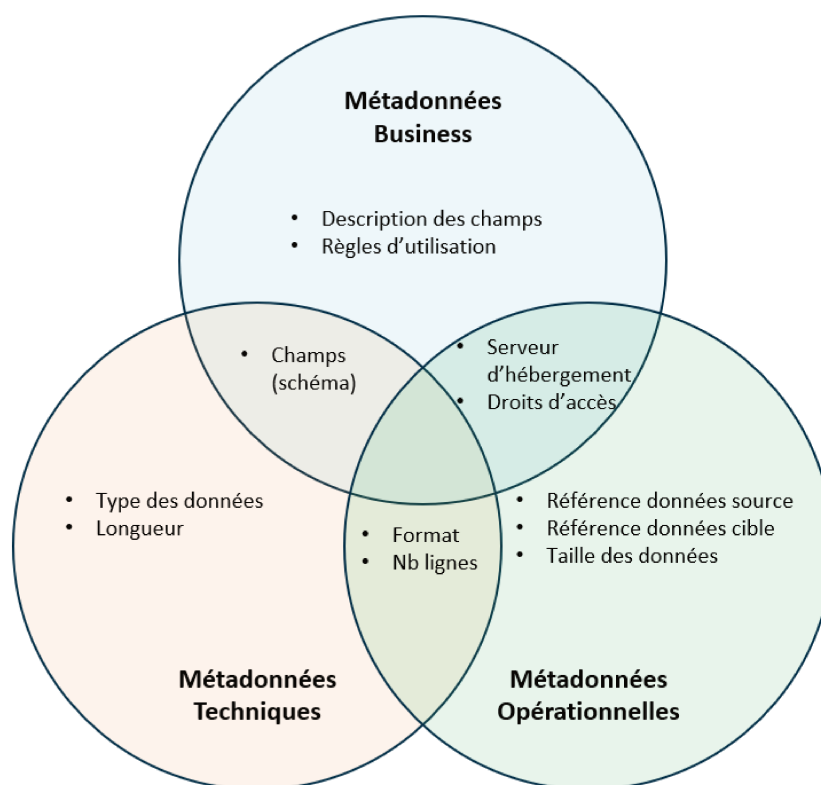 Métadonnées
Business
• Description des champs
• Règles d'utilisation
• Champs
(schéma)
• Serveur
d'hébergement
• Droits d'accès
• Type des données
• Longueur
• Format
• Nb lignes
• Référence données source
• Référence données cible
• Taille des données
Métadonnées
Techniques
Métadonnées
Opérationnelles